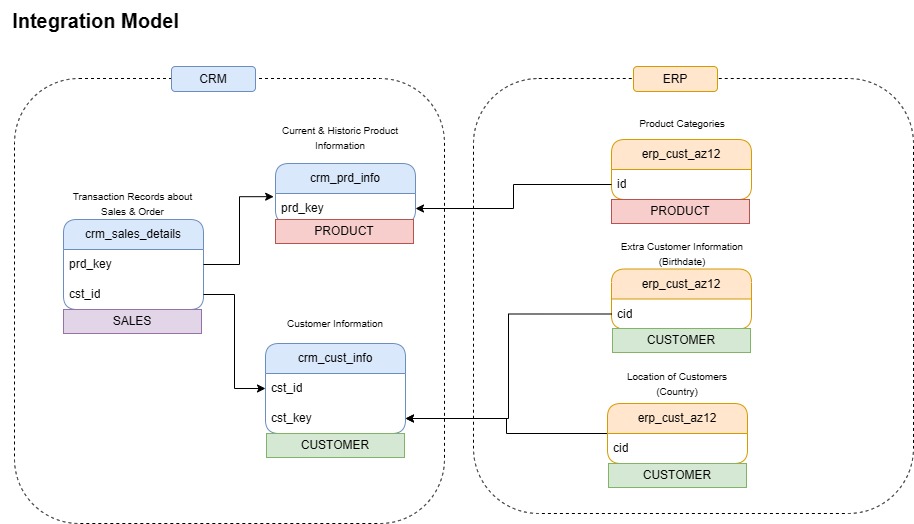 Integration Model
CRM
ERP
Current & Historic Product
Information
crm_prd_info
prd_key
PRODUCT
Transaction Records about
Sales & Order
crm_sales_details
prd_key
cst_id
SALES
Customer Information
crm_cust_info
cst_id
cst_key
CUSTOMER
Product Categories
erp_cust_az12
id
PRODUCT
Extra Customer Information
(Birthdate)
erp_cust_az12
cid
CUSTOMER
Location of Customers
(Country)
erp_cust_az12
cid
CUSTOMER